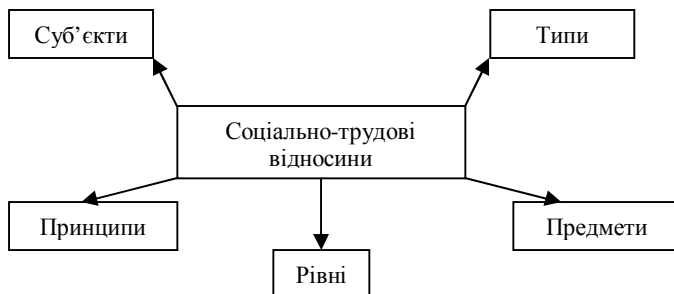 Суб’єкти
Типи
Соціально-трудові
відносини
Принципи
Предмети
Рівні